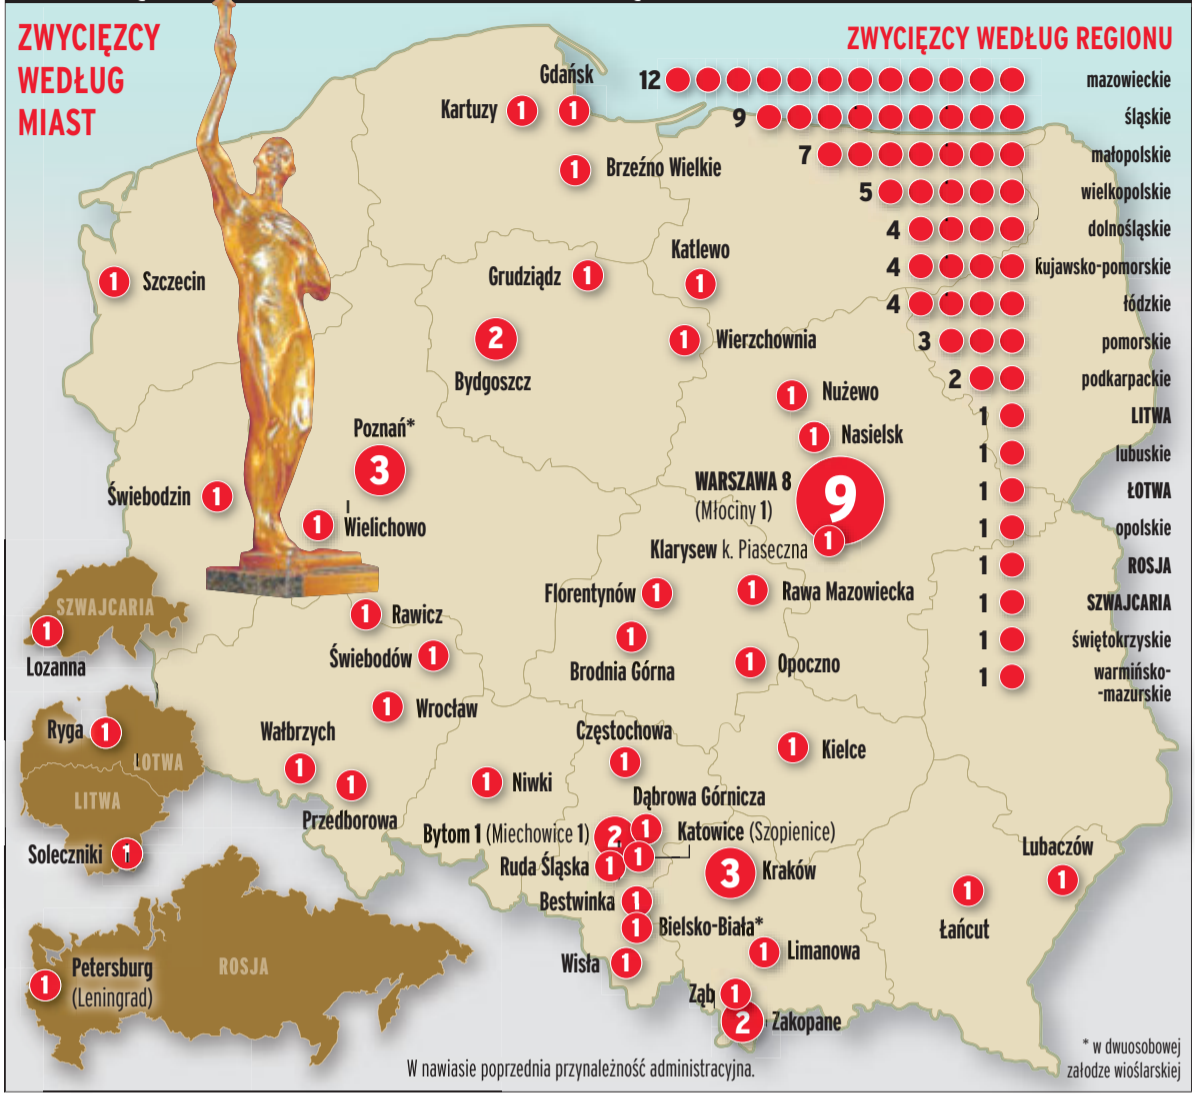 ZWYCIĘZCY
WEDŁUG
MIAST
ZWYCIĘZCY WEDŁUG REGIONU
12 mazowieckie
9 śląskie
7 małopolskie
5 wielkopolskie
4 dolnośląskie
4 kujawsko-pomorskie
4 łódzkie
3 pomorskie
2 podkarpackie
1 LITWA
1 lubuskie
1 ŁOTWA
1 opolskie
1 ROSJA
1 SZWAJCARIA
1 świętokrzyskie
1 warmińsko-
-mazurskie
Gdańsk
1
Kartuzy 1
1 Brzeźno Wielkie
Katlewo
1
Grudziądz 1
1 Szczecin
2
Bydgoszcz
1 Wierzchownia
1 Nużewo
1 Nasielsk
Poznań*
3
WARSZAWA 8
(Młociny 1)
9
Świebodzin 1
1 Wielichowo
Klarysew k. Piaseczna 1
Florentynów 1
1 Rawa Mazowiecka
1 Rawicz
1
Brodnia Górna
Świebodów 1
1 Opoczno
1 Wrocław
Wałbrzych
1
1
Przedborowa
1 Niwki
Częstochowa
1
1 Kielce
Dąbrowa Górnicza
1
Bytom 1 (Miechowice 1) 2
Katowice (Szopienice)
1
Ruda Śląska 1
3 Kraków
Bestwinka 1
1 Bielsko-Biała*
Wisła 1
1 Limanowa
Ząb 1
2 Zakopane
Lubaczów
1
1
Łańcut
SZWAJCARIA
1
Lozanna
Ryga 1
ŁOTWA
LITWA
Soleczniki 1
ROSJA
Petersburg
1
(Leningrad)
W nawiasie poprzednia przynależność administracyjna.
* w dwuosobowej
załodze wioślarskiej